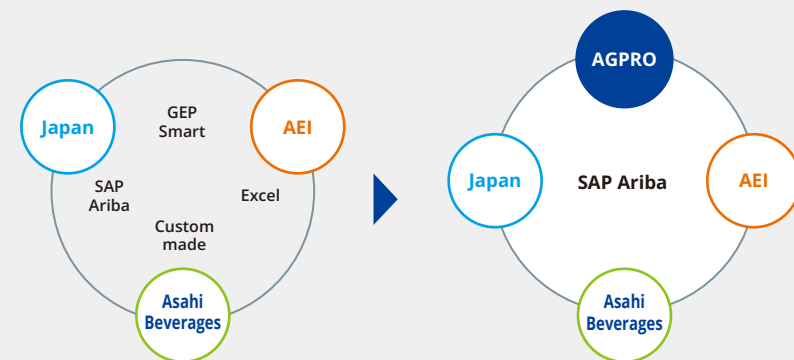 Japan
GEP
Smart
AEI
SAP
Ariba
Excel
Custom
made
Asahi
Beverages
AGPRO
Japan
SAP Ariba
AEI
Asahi
Beverages